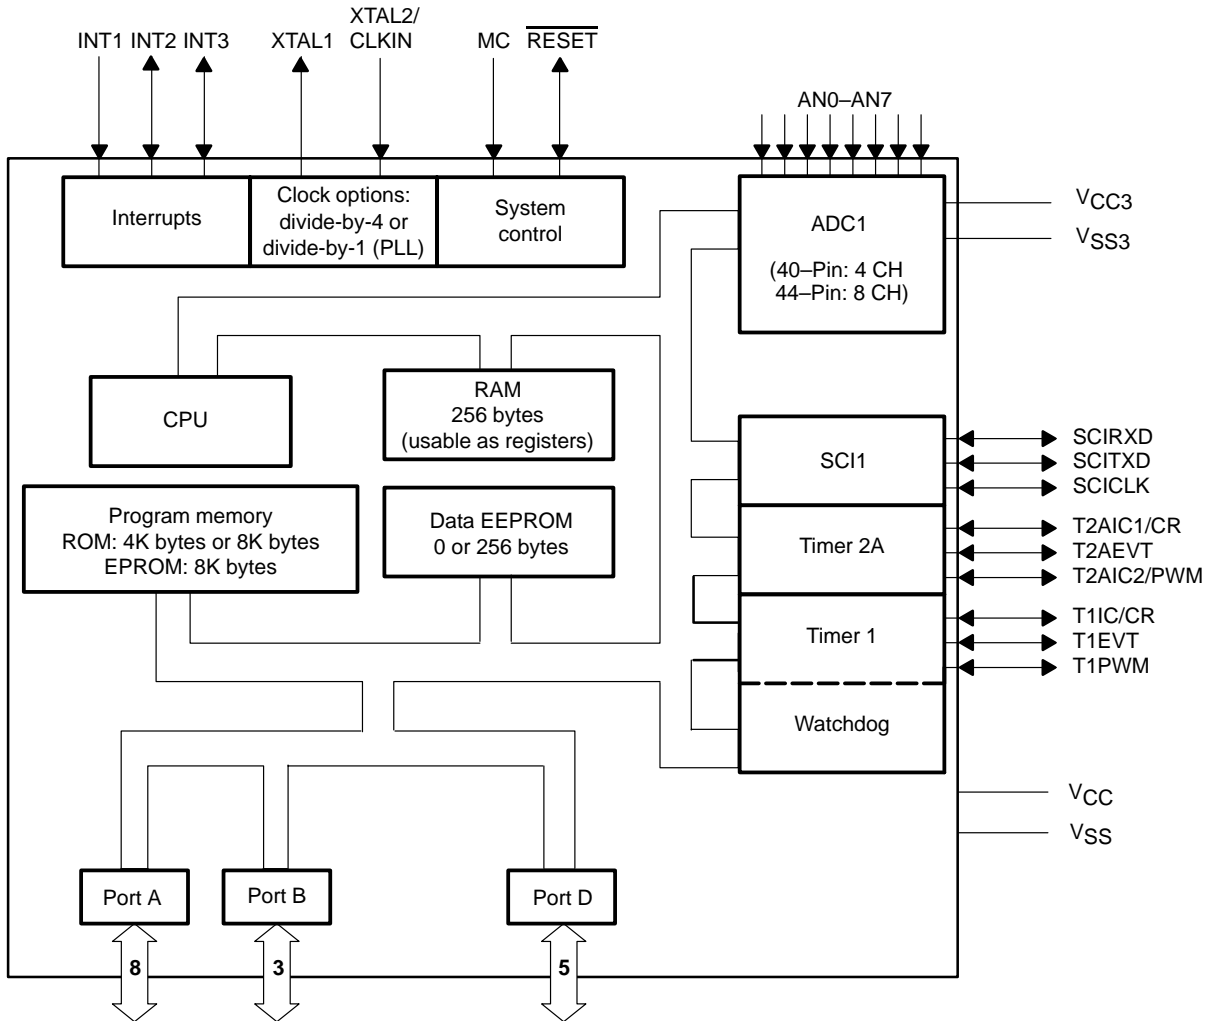 XTAL2/
INT1 INT2 INT3 XTAL1 CLKIN MC RESET
AN0–AN7
Interrupts
Clock options:
divide-by-4 or
divide-by-1 (PLL)
System
control
ADC1
(40–Pin: 4 CH
44–Pin: 8 CH)
VCC3
VSS3
CPU
RAM
256 bytes
(usable as registers)
Program memory
ROM: 4K bytes or 8K bytes
EPROM: 8K bytes
Data EEPROM
0 or 256 bytes
SCI1
SCIRXD
SCITXD
SCICLK
Timer 2A
T2AIC1/CR
T2AEVT
T2AIC2/PWM
Timer 1
T1IC/CR
T1EVT
T1PWM
Watchdog
VCC
VSS
Port A
Port B
Port D
8
3
5